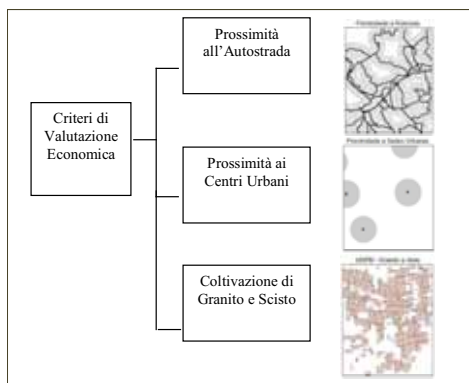 Prossimità
all'Autostrada
Criteri di
Valutazione
Economica
Prossimità ai
Centri Urbani
Coltivazione di
Granito e Scisto